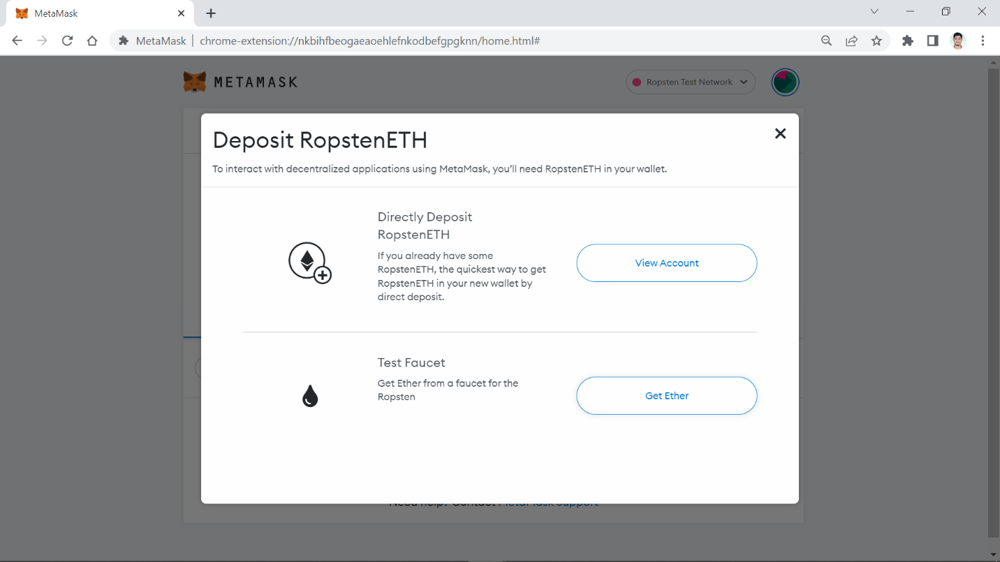 MetaMask
MetaMask | chrome-extension://nkbihfbeogaeaoehlefnkodbefgpgknn/home.html#
METAMASK
Ropsten Test Network
Deposit RopstenETH
To interact with decentralized applications using MetaMask, you’ll need RopstenETH in your wallet.
Directly Deposit
RopstenETH
If you already have some
RopstenETH, the quickest way to get
RopstenETH in your new wallet by
direct deposit.
View Account
Test Faucet
Get Ether from a faucet for the
Ropsten
Get Ether
Need help? Contact MetaMask Support